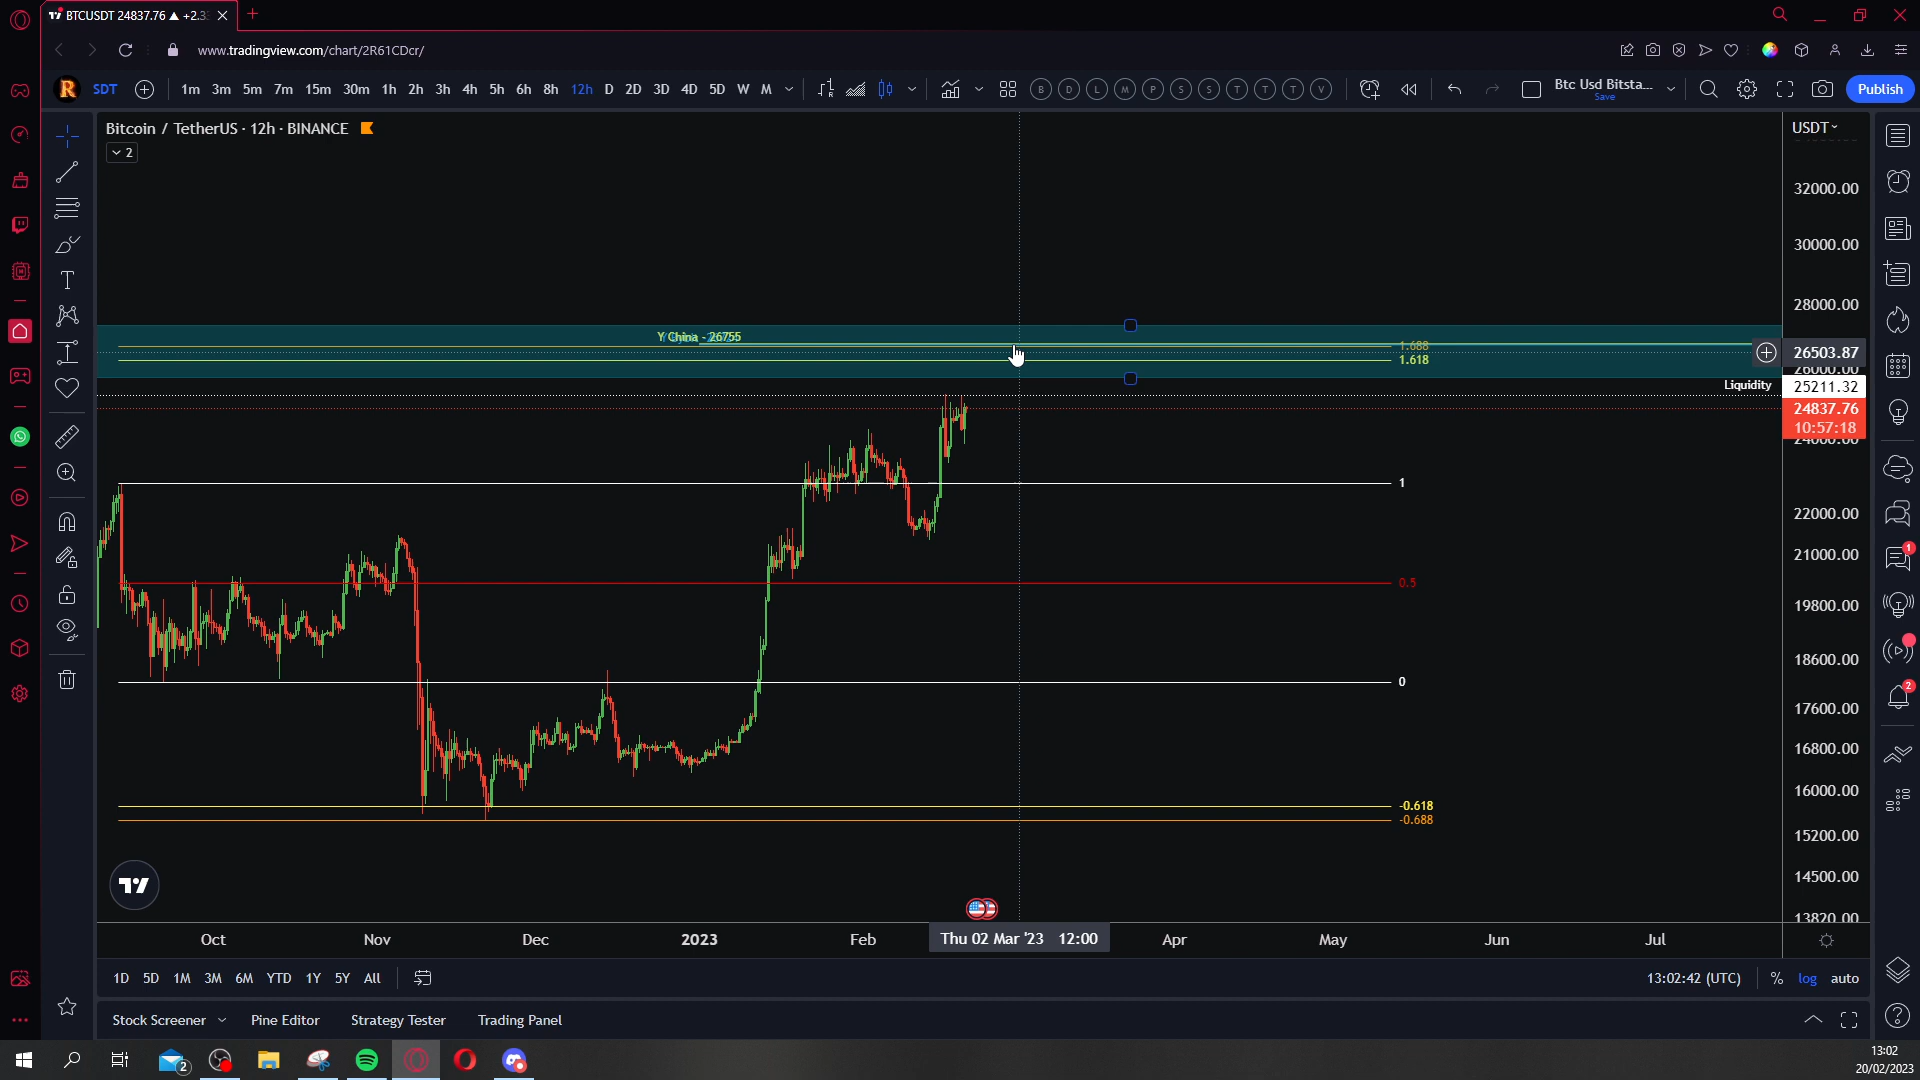 BTCUSDT 24837.76 ▲ +2.3
www.tradingview.com/chart/2R61CDcr/
R SDT 1m 3m 5m 7m 15m 30m 1h 2h 3h 4h 5h 6h 8h 12h D 2D 3D 4D 5D W M B D L M P S S T T T V Btc Usd Bitsta... Publish
Save
Bitcoin / TetherUS · 12h · BINANCE
USDT
2
32000.00
30000.00
28000.00
Y China - 26755
1.688
26503.87
1.618
26000.00
Liquidity 25211.32
24837.76
10:57:18
24000.00
1
22000.00
21000.00
0.5
19800.00
18600.00
0
17600.00
16800.00
16000.00
-0.618
-0.688
15200.00
14500.00
13820.00
Oct Nov Dec 2023 Feb Thu 02 Mar '23 12:00 Apr May Jun Jul
1D 5D 1M 3M 6M YTD 1Y 5Y All 13:02:42 (UTC) % log auto
Stock Screener Pine Editor Strategy Tester Trading Panel
13:02
20/02/2023